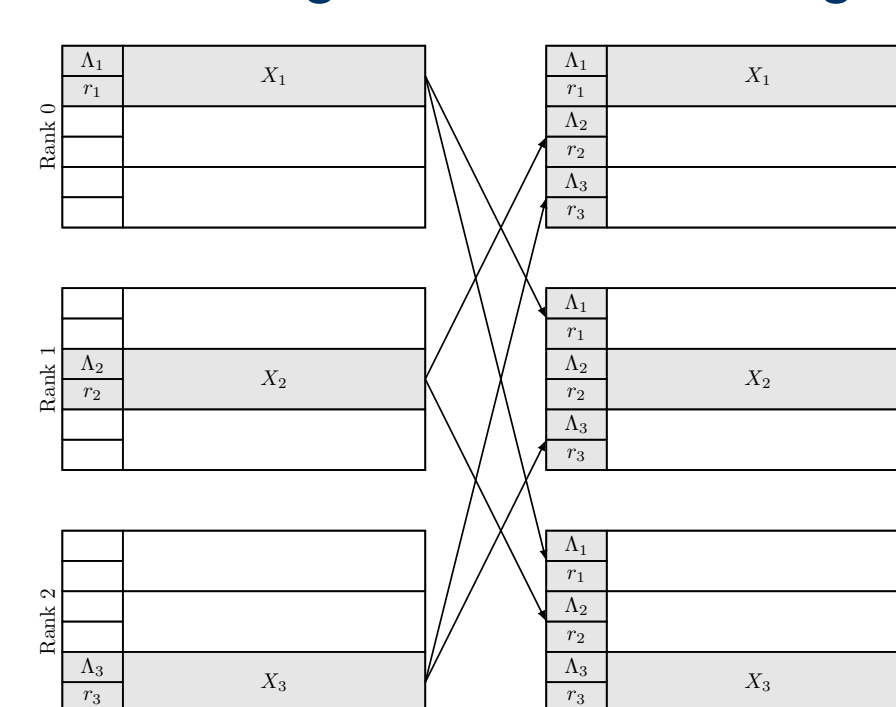 Λ₁ X₁ Λ₁ X₁
r₁ r₁
Rank 0 Λ₂
r₂
Λ₃
r₃
Λ₁
r₁
Rank 1 Λ₂ X₂ Λ₂ X₂
r₂ r₂
Λ₃
r₃
Λ₁
r₁
Rank 2 Λ₂
r₂
Λ₃ X₃ Λ₃ X₃
r₃ r₃